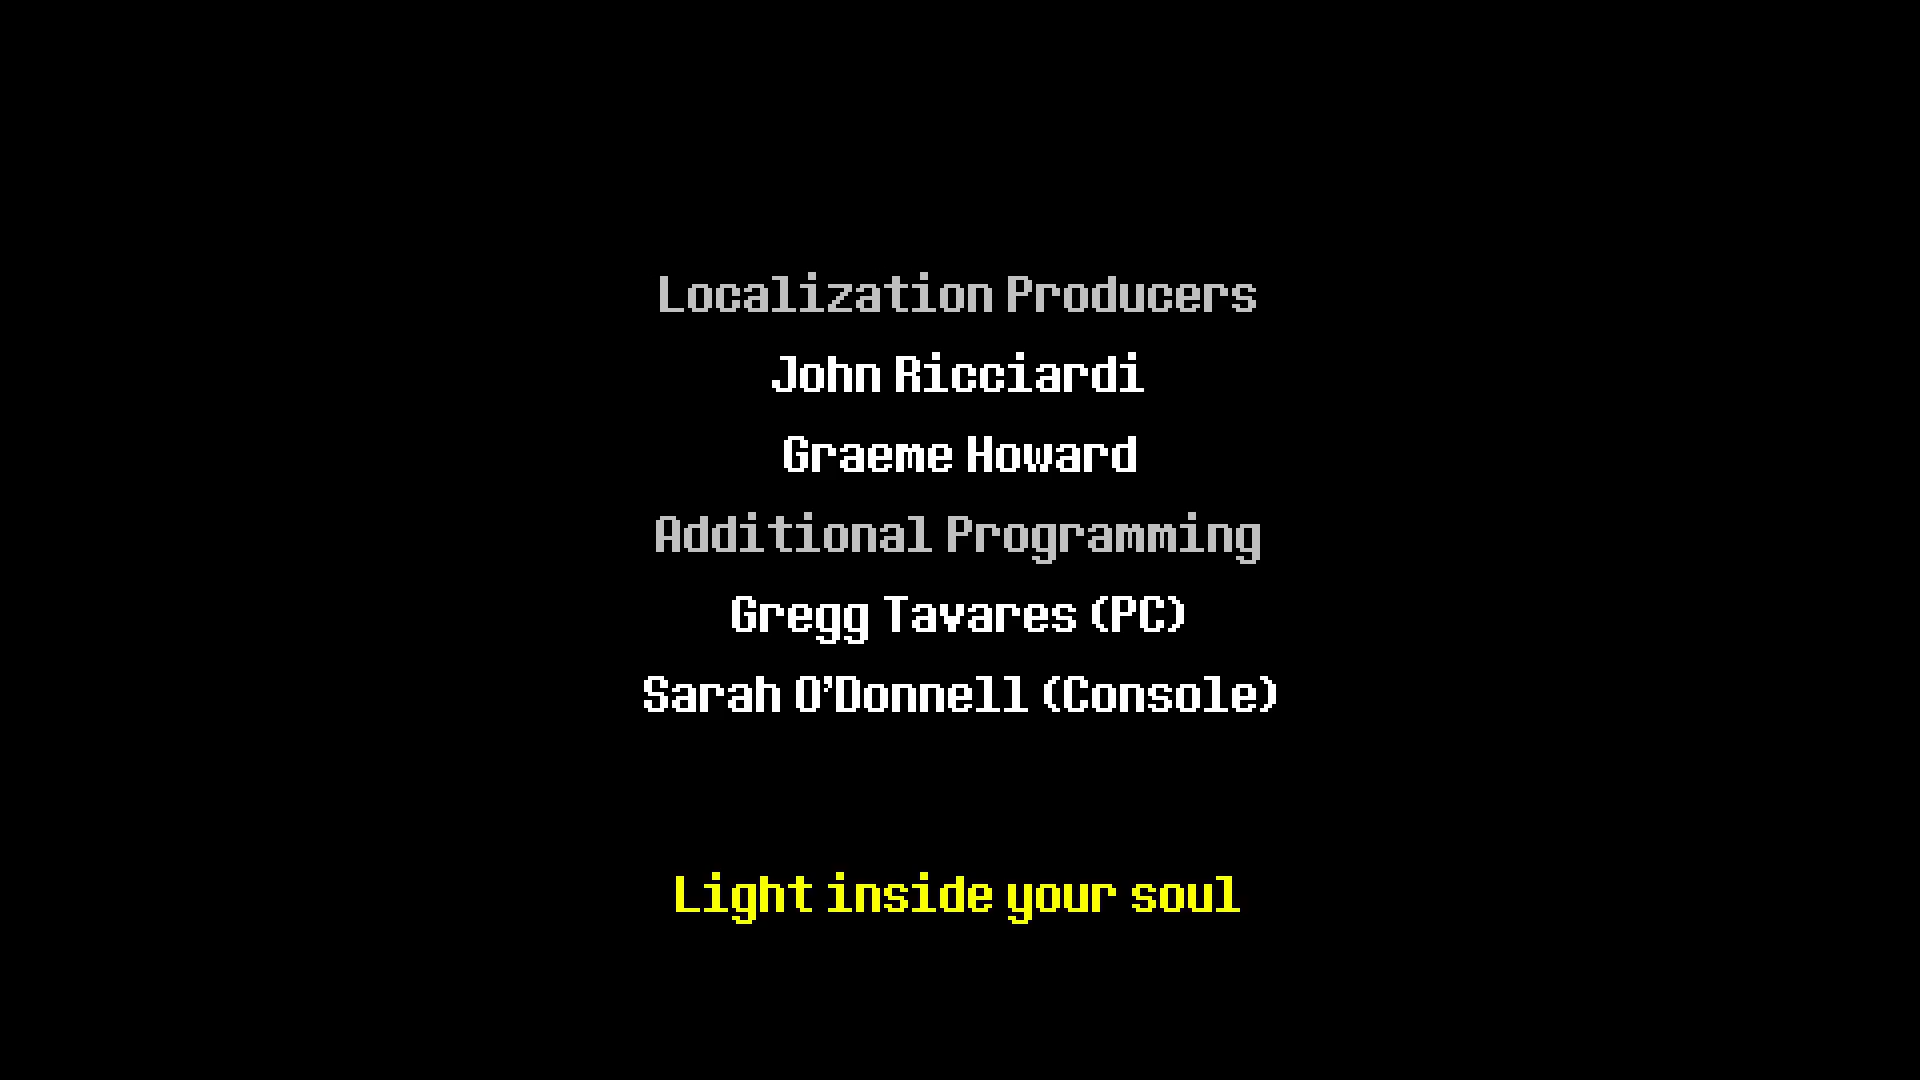 Localization Producers
John Ricciardi
Graeme Howard
Additional Programming
Gregg Tavares (PC)
Sarah O'Donnell (Console)
Light inside your soul